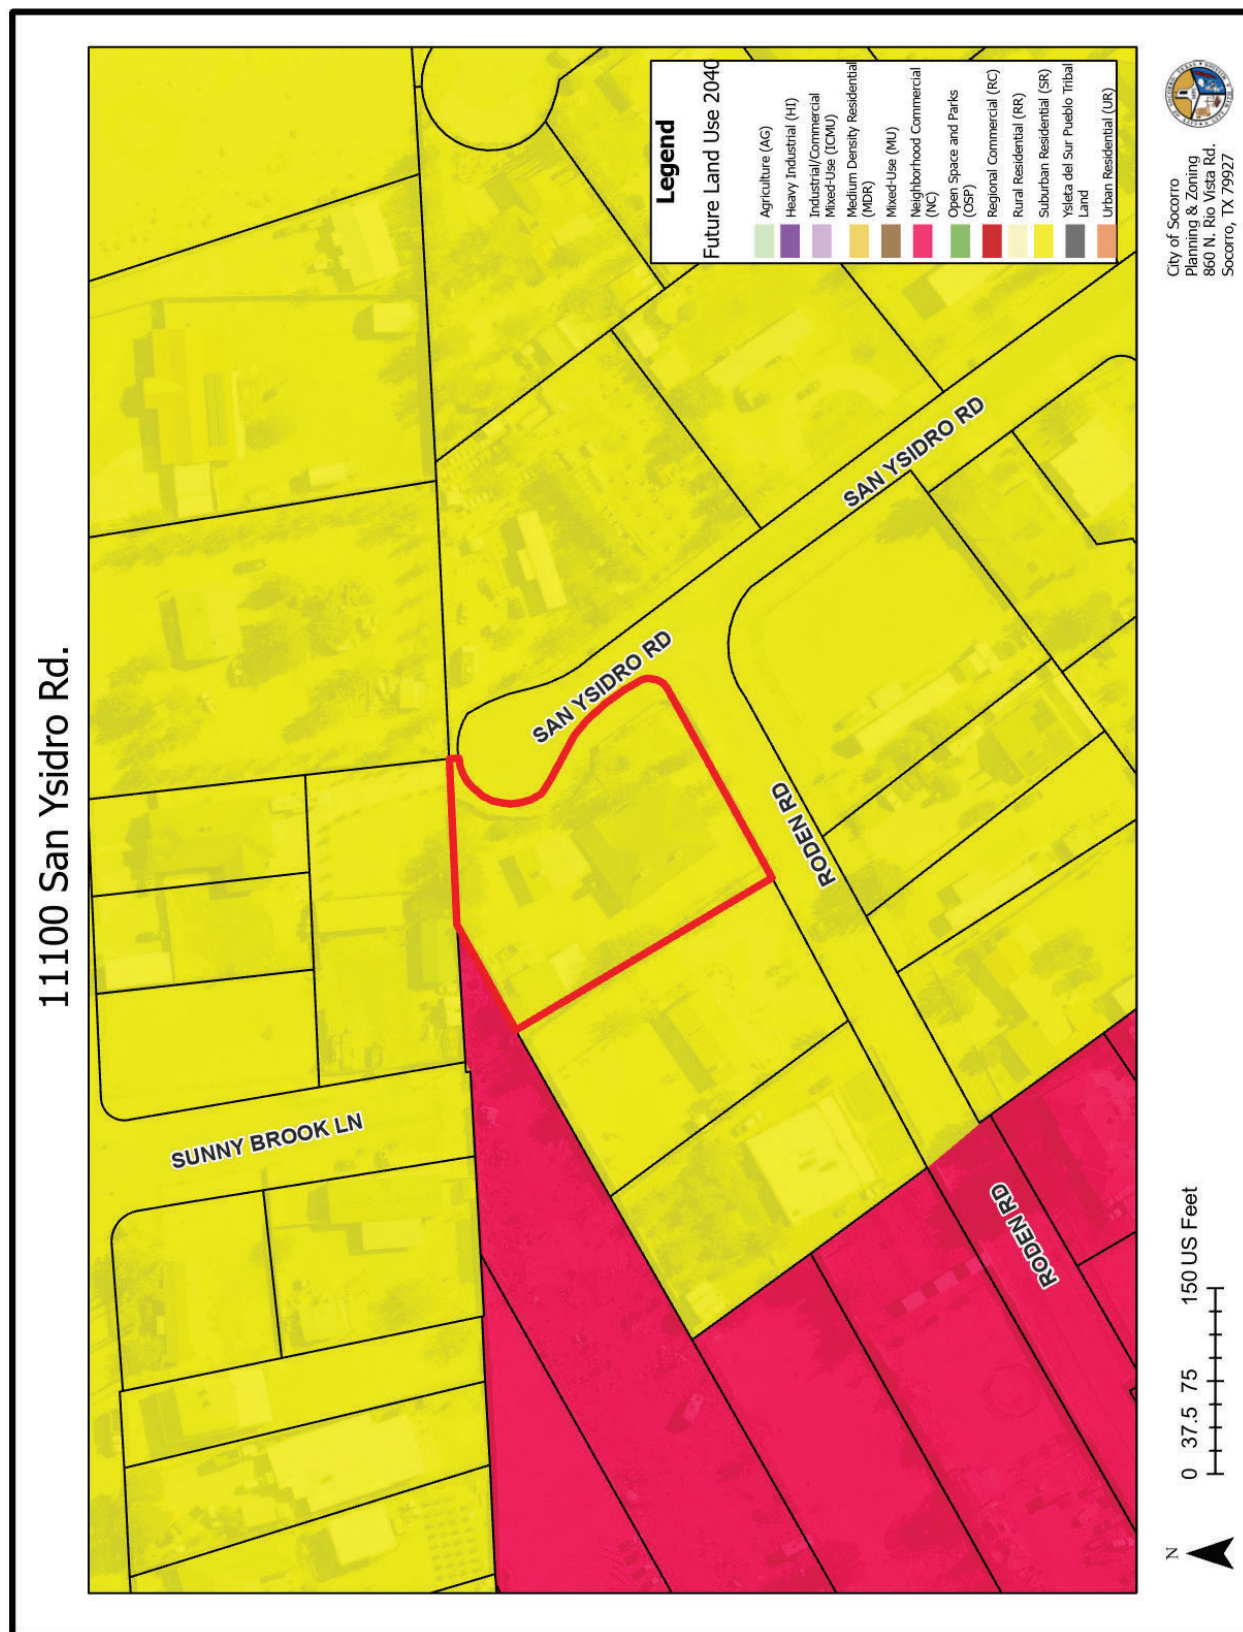 11100 San Ysidro Rd.
SUNNY BROOK LN
SAN YSIDRO RD
SAN YSIDRO RD
RODEN RD
RODEN RD
Legend
Future Land Use 2040
Agriculture (AG)
Heavy Industrial (HI)
Industrial/Commercial
Mixed-Use (ICMU)
Medium Density Residential
(MDR)
Mixed-Use (MU)
Neighborhood Commercial
(NC)
Open Space and Parks
(OSP)
Regional Commercial (RC)
Rural Residential (RR)
Suburban Residential (SR)
Ysleta del Sur Pueblo Tribal
Land
Urban Residential (UR)
N
0 37.5 75 150 US Feet
City of Socorro
Planning & Zoning
860 N. Rio Vista Rd.
Socorro, TX 79927